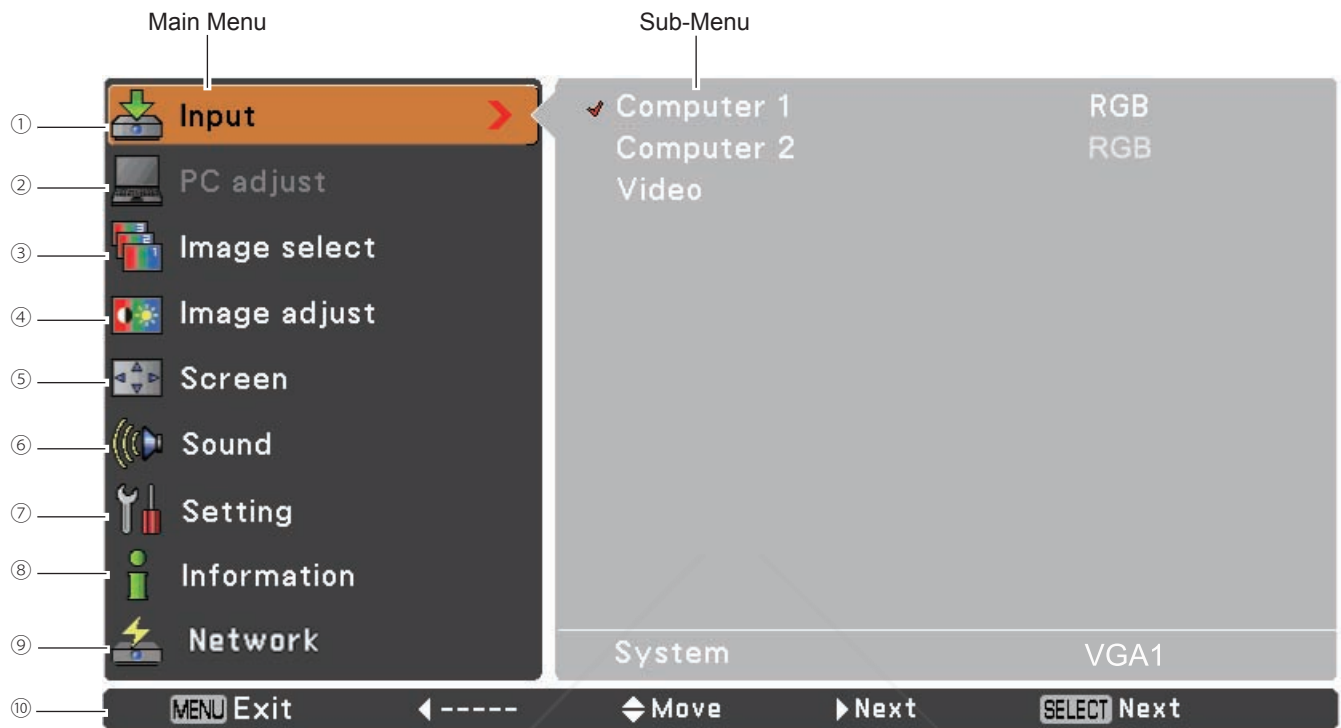 Main Menu
Sub-Menu
① Input
② PC adjust
③ Image select
④ Image adjust
⑤ Screen
⑥ Sound
⑦ Setting
⑧ Information
⑨ Network
Computer 1 RGB
Computer 2 RGB
Video
System VGA1
⑩ MENU Exit ◀ ----- Move ▶ Next SELECT Next